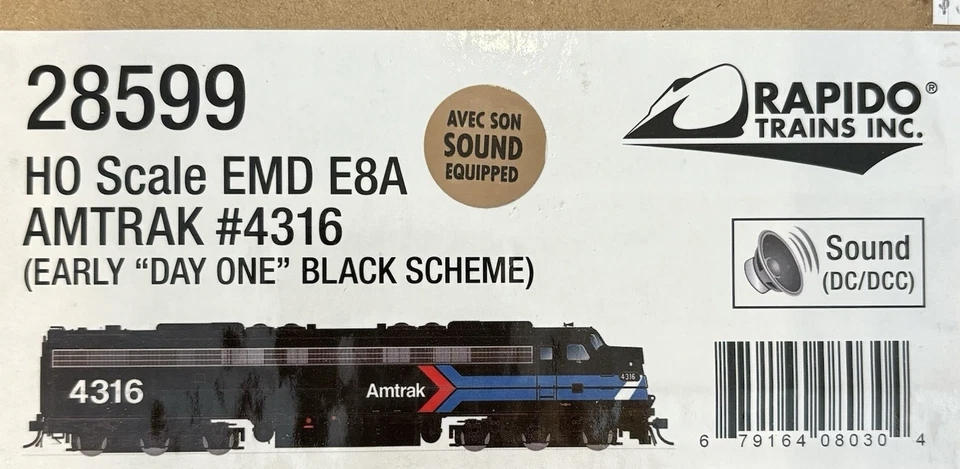 28599
HO Scale EMD E8A
AMTRAK #4316
(EARLY “DAY ONE” BLACK SCHEME)
AVEC SON
SOUND
EQUIPPED
RAPIDO®
TRAINS INC.
Sound
(DC/DCC)
4316
Amtrak
4316
6 79164 08030 4